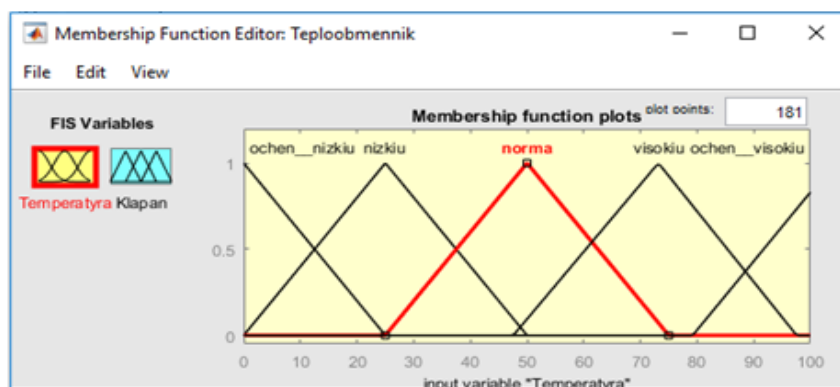 Membership Function Editor: Teploobmennik
File Edit View
FIS Variables
Temperatyra Klapan
Membership function plots
plot points: 181
ochen__nizkiu nizkiu norma visokiu ochen__visokiu
1
0.5
0
0 10 20 30 40 50 60 70 80 90 100
input variable "Temperatyra"